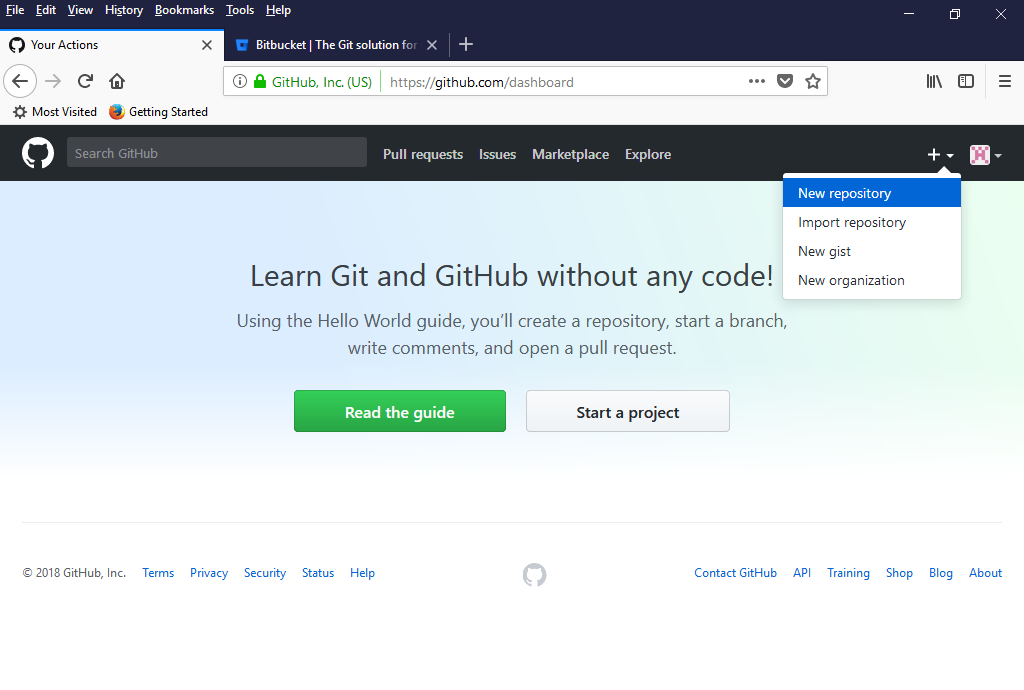 File Edit View History Bookmarks Tools Help
Your Actions
Bitbucket | The Git solution for
GitHub, Inc. (US)
https://github.com/dashboard
Most Visited
Getting Started
Search GitHub
Pull requests
Issues
Marketplace
Explore
New repository
Import repository
New gist
New organization
Learn Git and GitHub without any code!
Using the Hello World guide, you’ll create a repository, start a branch,
write comments, and open a pull request.
Read the guide
Start a project
© 2018 GitHub, Inc. Terms Privacy Security Status Help
Contact GitHub API Training Shop Blog About